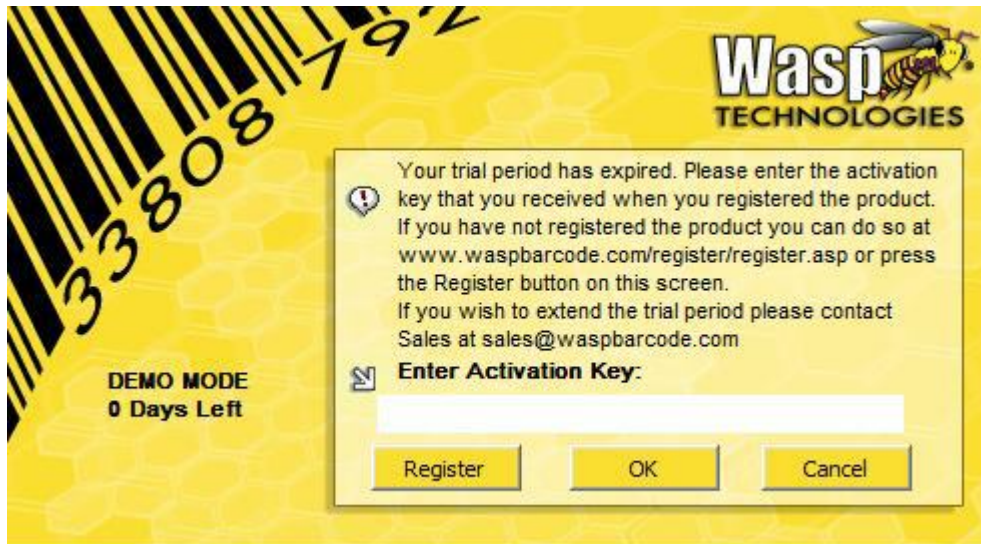 33808792
Wasp
TECHNOLOGIES
Your trial period has expired. Please enter the activation
key that you received when you registered the product.
If you have not registered the product you can do so at
www.waspbarcode.com/register/register.asp or press
the Register button on this screen.
If you wish to extend the trial period please contact
Sales at sales@waspbarcode.com
DEMO MODE
0 Days Left
Enter Activation Key:
Register OK Cancel